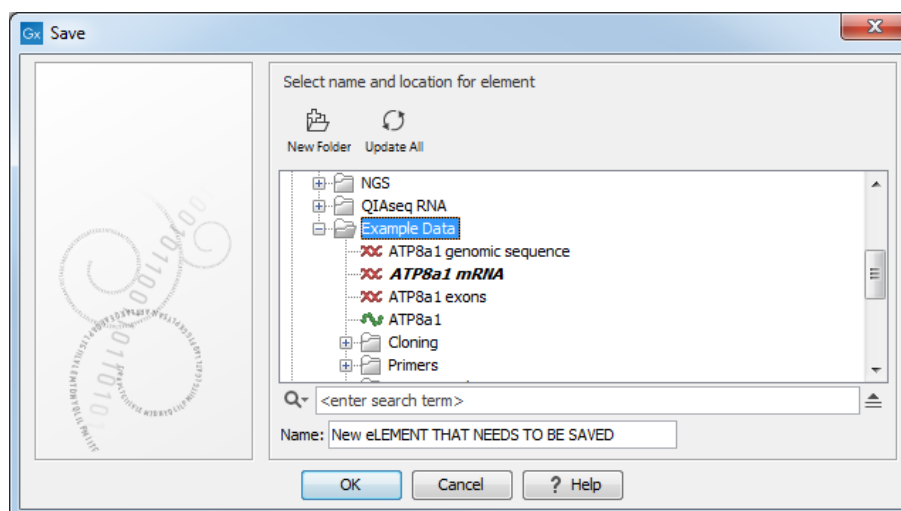 Gx Save
Select name and location for element
New Folder Update All
NGS
QIAseq RNA
Example Data
ATP8a1 genomic sequence
ATP8a1 mRNA
ATP8a1 exons
ATP8a1
Cloning
Primers
<enter search term>
Name: New eLEMENT THAT NEEDS TO BE SAVED
OK Cancel ? Help